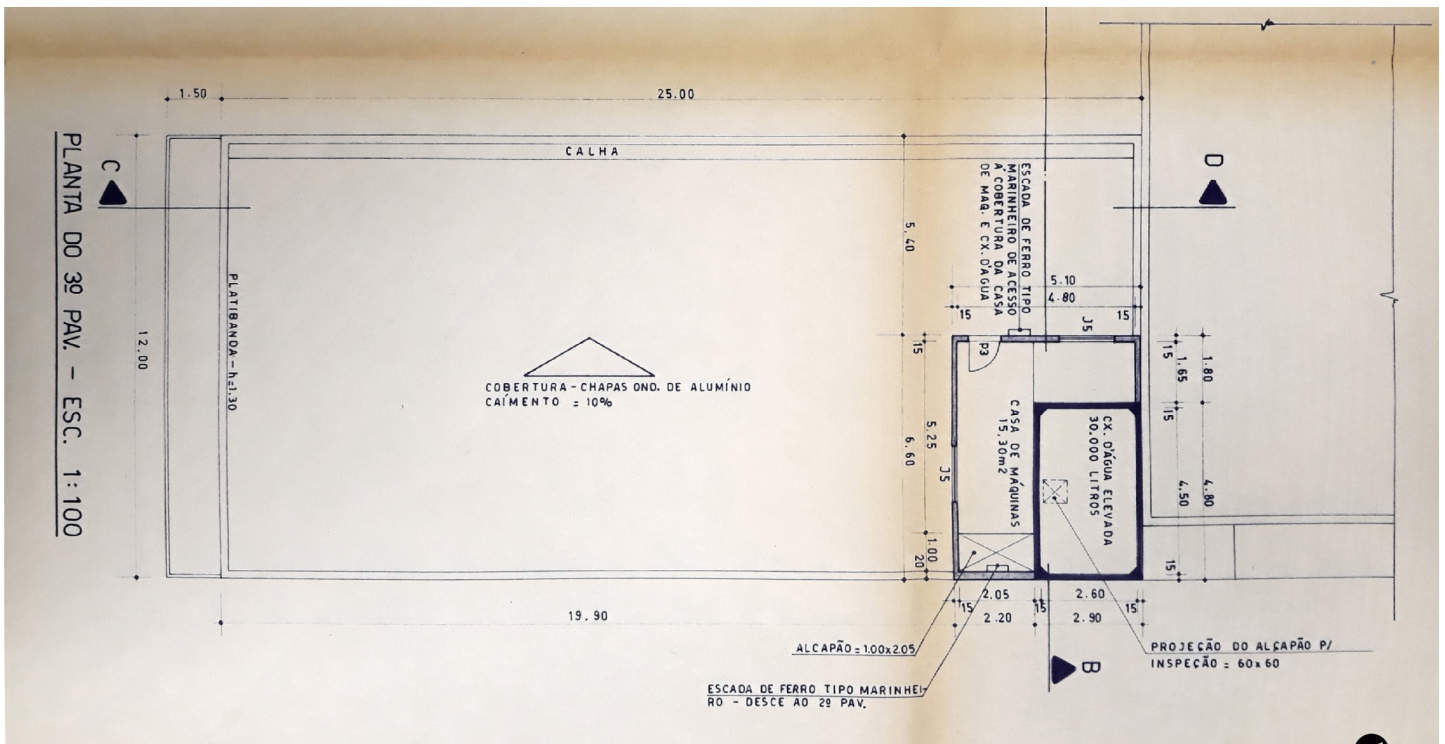 1.50
25.00
CALHA
C
D
PLANTA DO 3º PAV. - ESC. 1:100
12.00
PLATIBANDA - h=1.30
5.40
ESCADA DE FERRO TIPO
MARINHEIRO DE ACESSO
À COBERTURA DA CASA
DE MAQ. E CX. D'ÁGUA
5.10
4.80
15
15
J5
P3
15
15
1.65
1.80
15
COBERTURA - CHAPAS OND. DE ALUMÍNIO
CAÍMENTO = 10%
5.25
6.60
J5
CASA DE MÁQUINAS
15,30m2
CX. D'ÁGUA ELEVADA
30.000 LITROS
4.50
4.80
1.00
20
15
2.05
2.60
15
15
15
2.20
2.90
19.90
ALCAPÃO = 1.00x2.05
PROJEÇÃO DO ALÇAPÃO P/
INSPEÇÃO = 60x60
B
ESCADA DE FERRO TIPO MARINHEI-
RO - DESCE AO 2º PAV.